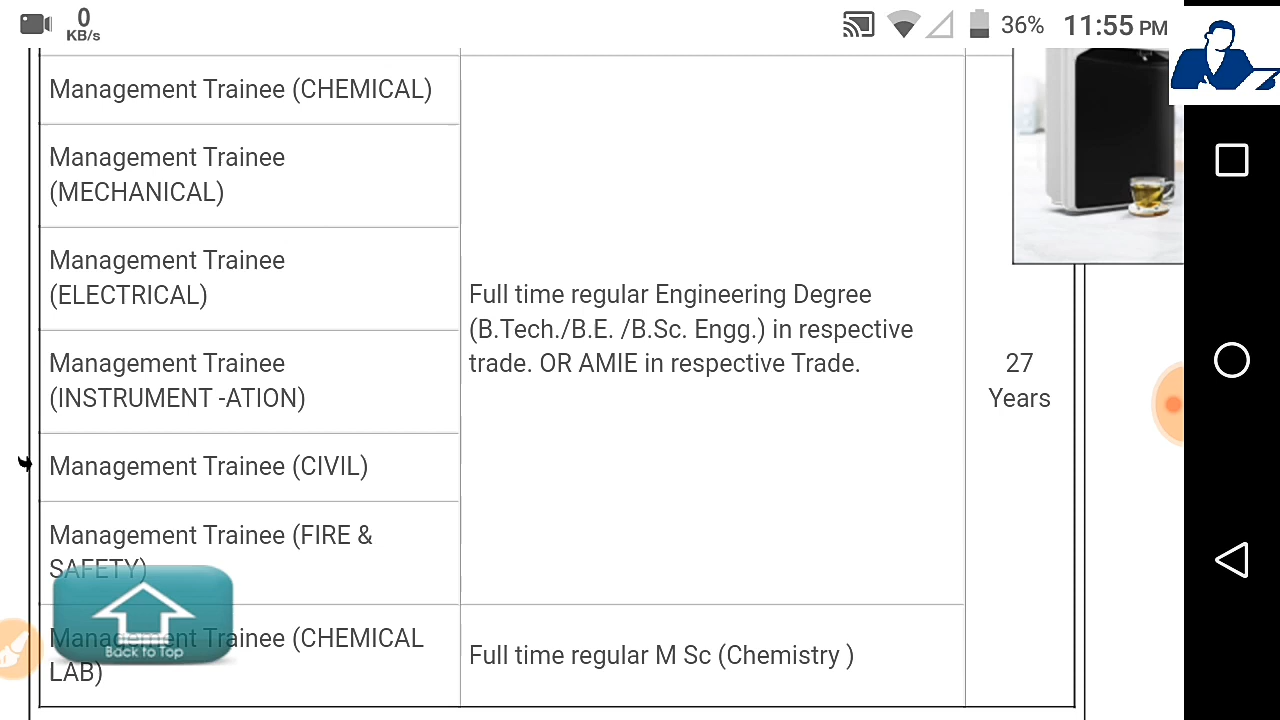 0
KB/s
36%
11:55 PM
Management Trainee (CHEMICAL)
Management Trainee
(MECHANICAL)
Management Trainee
(ELECTRICAL)
Management Trainee
(INSTRUMENT -ATION)
Management Trainee (CIVIL)
Management Trainee (FIRE &
SAFETY)
Management Trainee (CHEMICAL
LAB)
Back to Top
Full time regular Engineering Degree
(B.Tech./B.E. /B.Sc. Engg.) in respective
trade. OR AMIE in respective Trade.
Full time regular M Sc (Chemistry )
27
Years